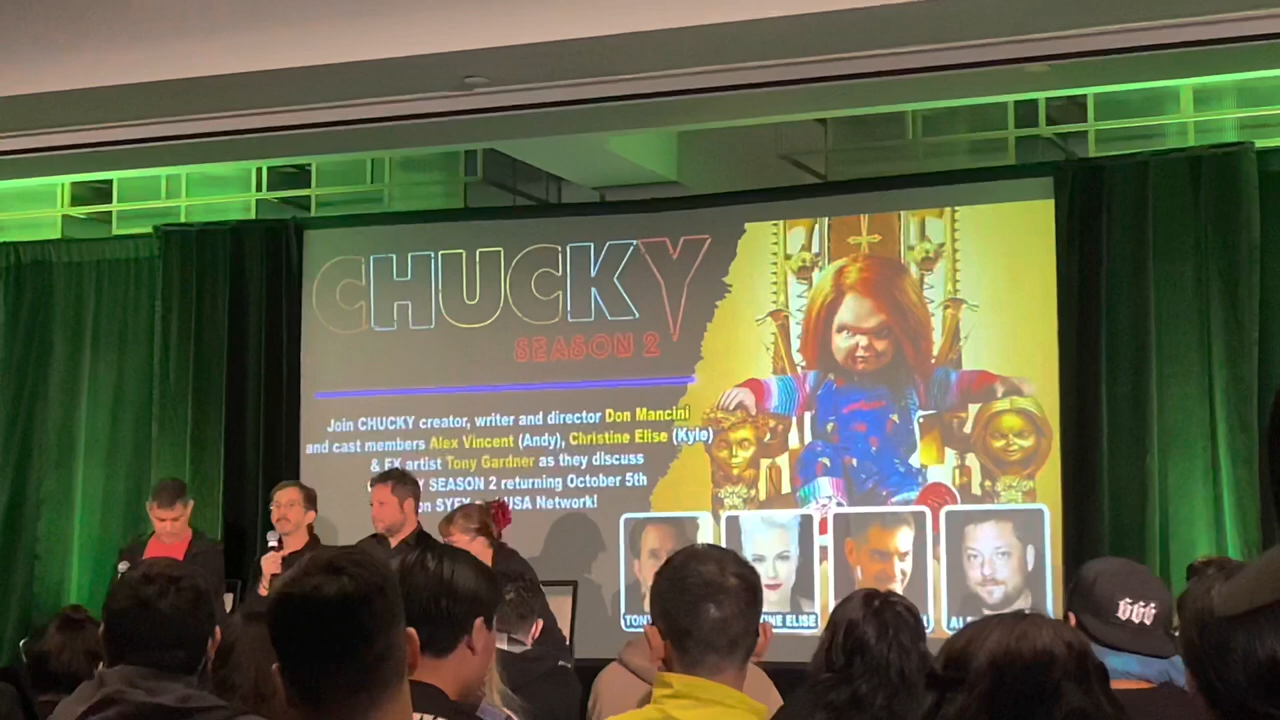 CHUCKY
SEASON 2
Join CHUCKY creator, writer and director Don Mancini
and cast members Alex Vincent (Andy), Christine Elise (Kyle)
& FX artist Tony Gardner as they discuss
SEASON 2 returning October 5th
on SYFY USA Network!
TONY
ELISE
666